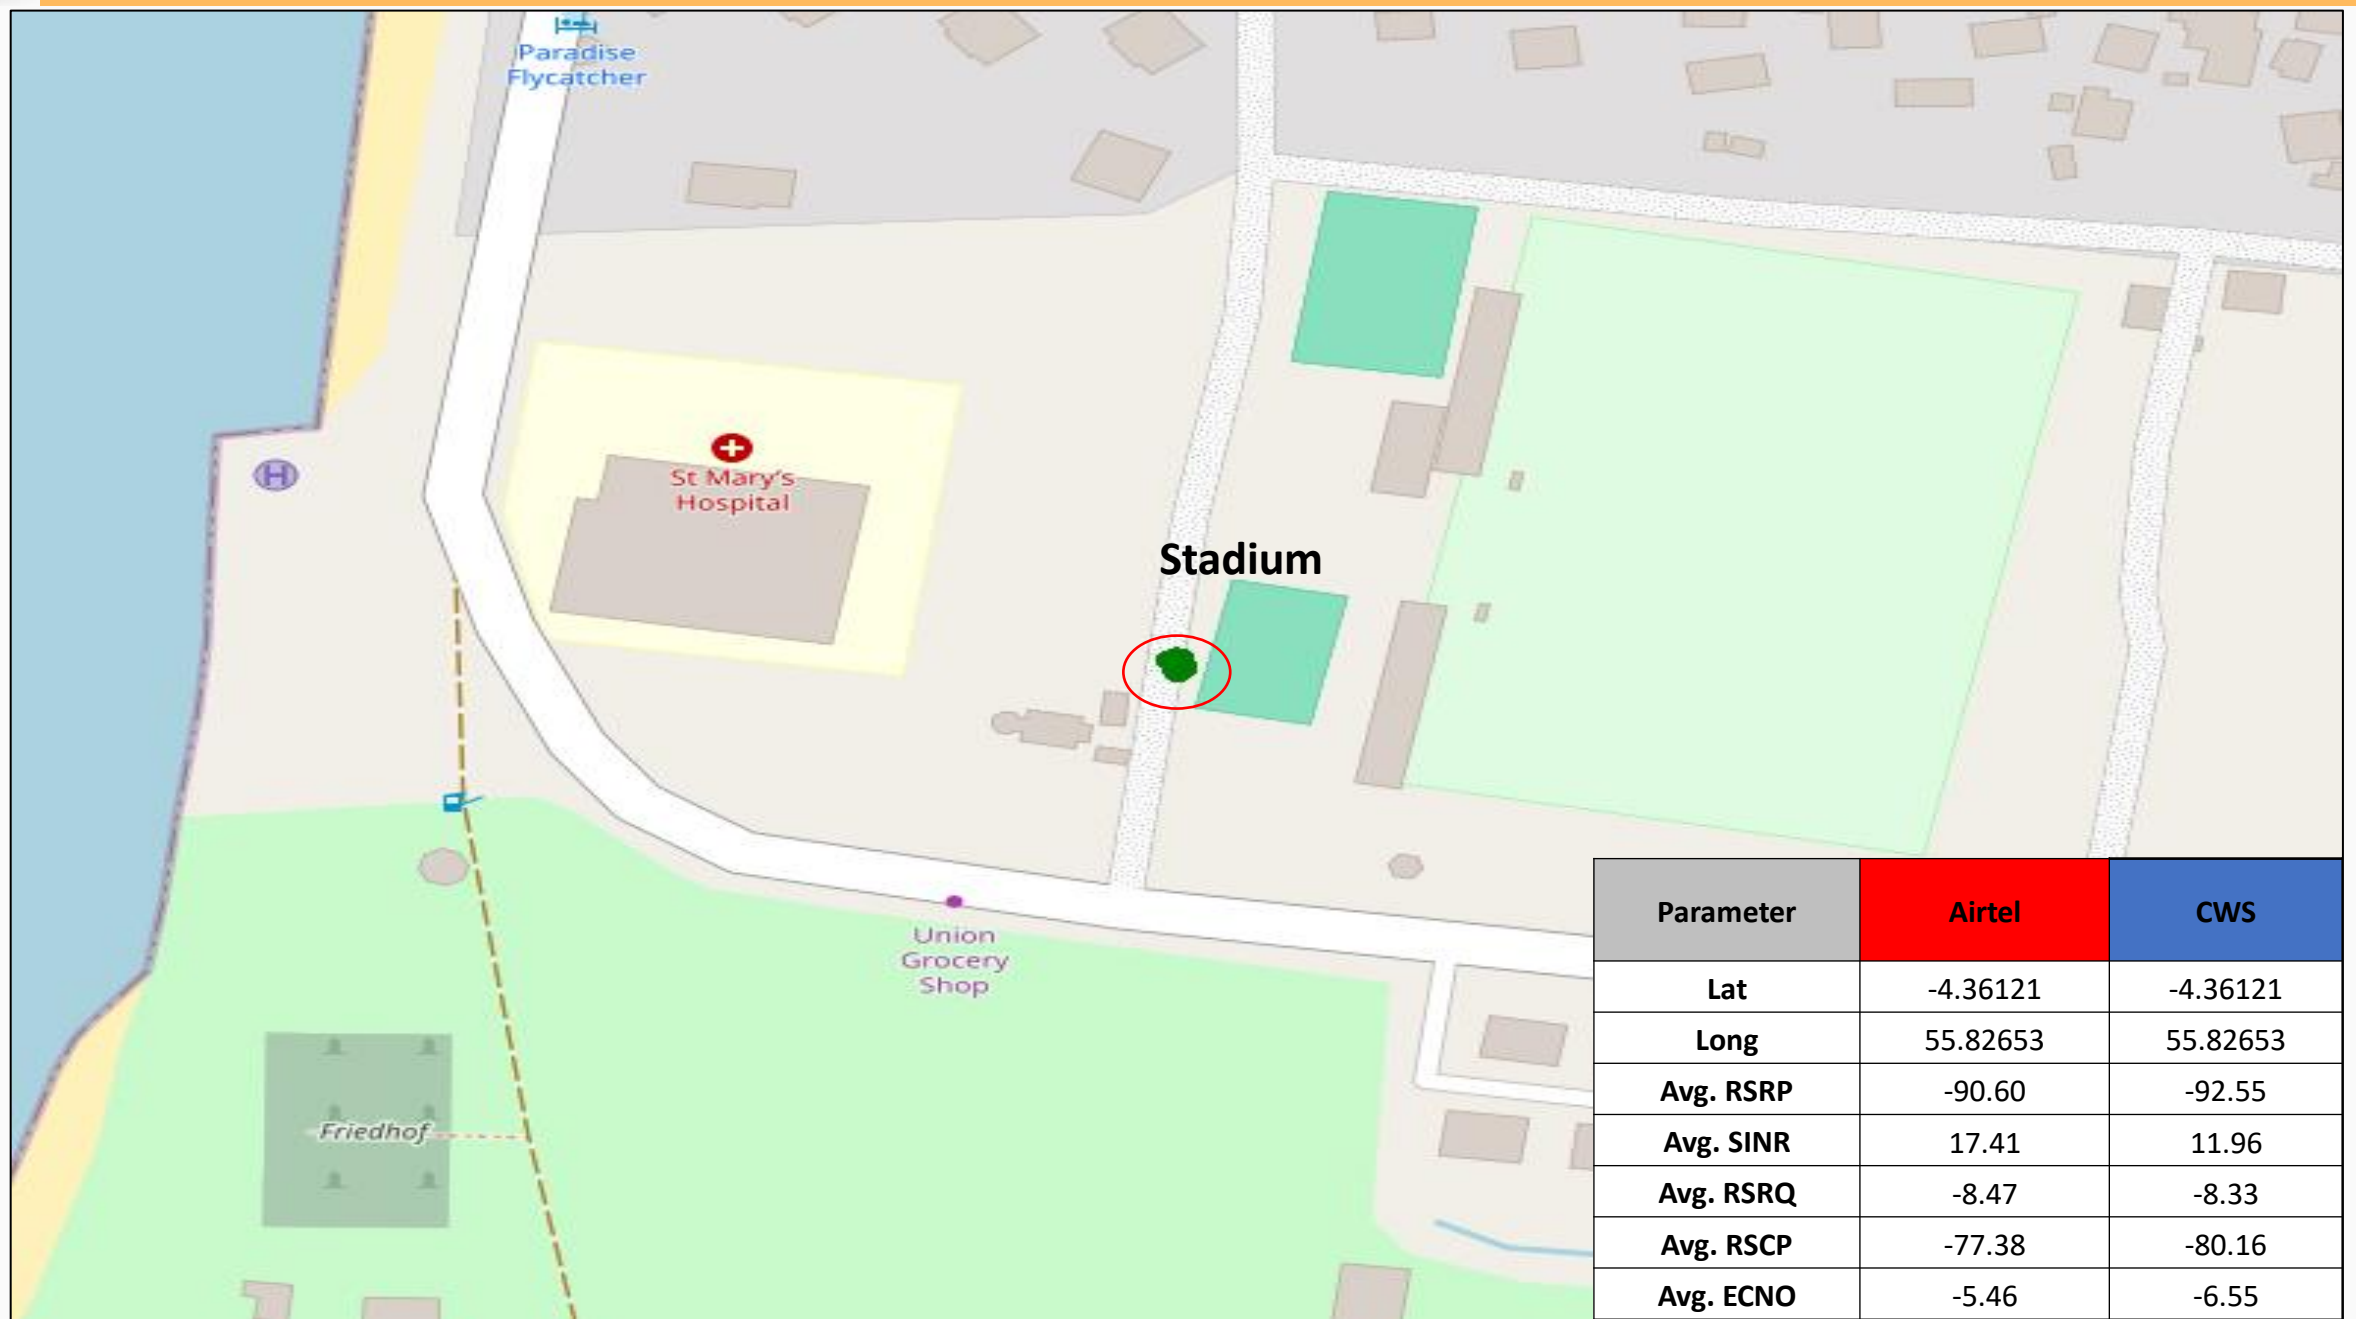 Paradise
Flycatcher
H
St Mary's
Hospital
Stadium
Union
Grocery
Shop
Friedhof
Parameter Airtel CWS
Lat -4.36121 -4.36121
Long 55.82653 55.82653
Avg. RSRP -90.60 -92.55
Avg. SINR 17.41 11.96
Avg. RSRQ -8.47 -8.33
Avg. RSCP -77.38 -80.16
Avg. ECNO -5.46 -6.55